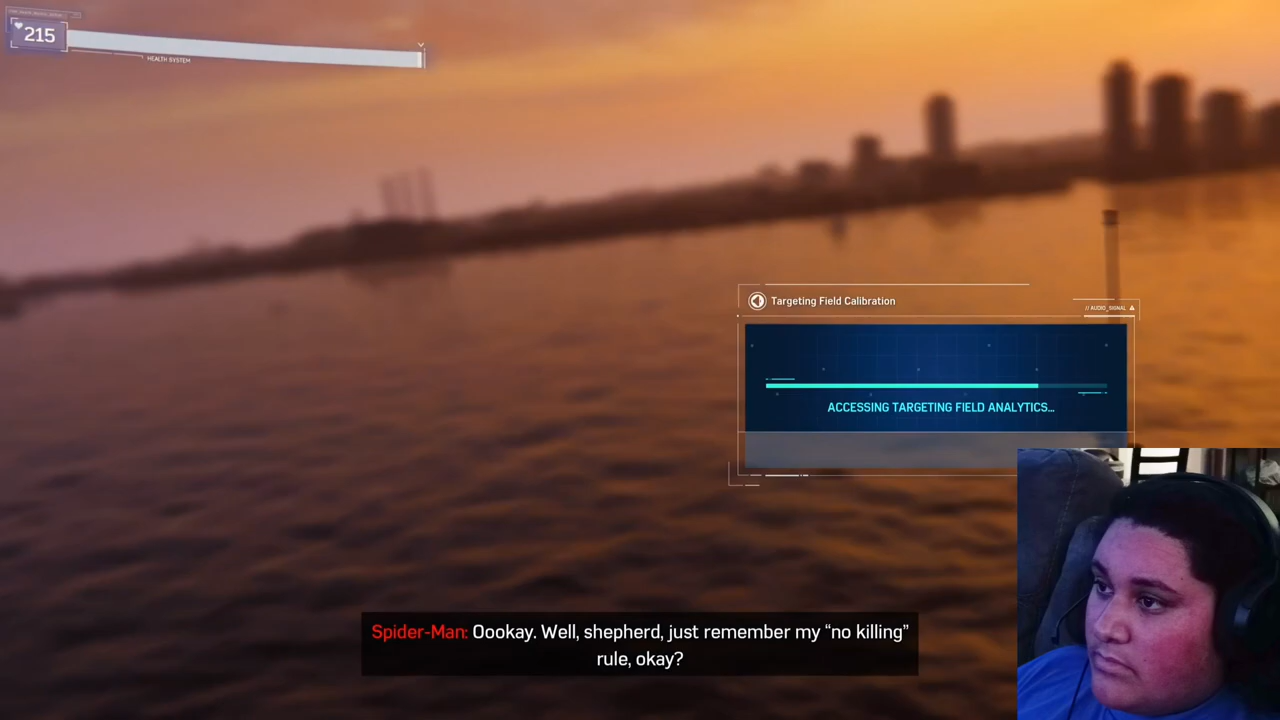 215
HEALTH SYSTEM
Targeting Field Calibration
// AUDIO_SIGNAL
ACCESSING TARGETING FIELD ANALYTICS...
Spider-Man: Oookay. Well, shepherd, just remember my “no killing”
rule, okay?